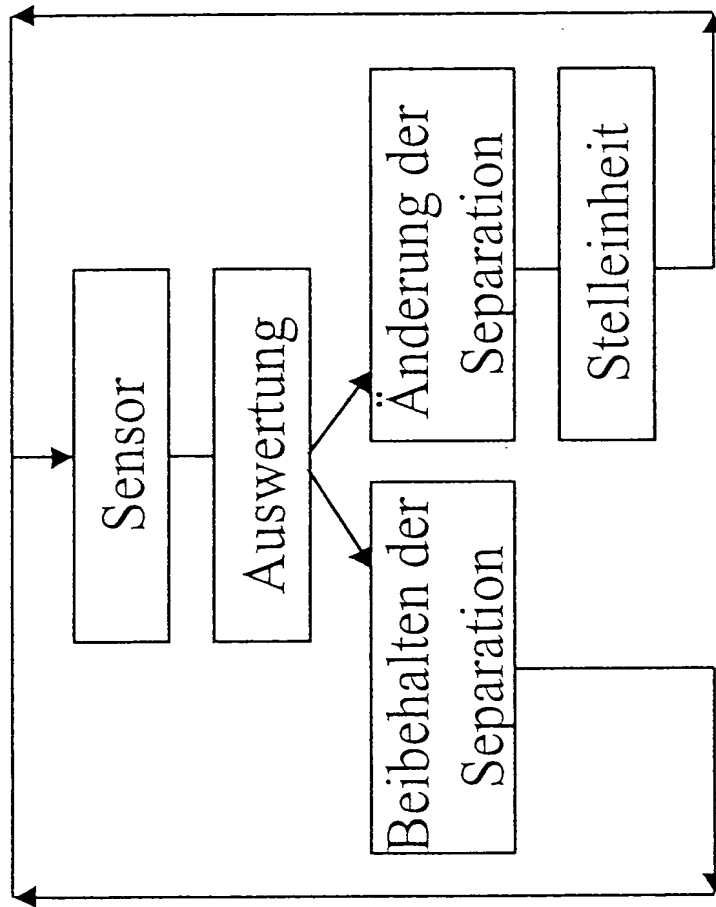 Sensor
Auswertung
Beibehalten der
Separation
Änderung der
Separation
Stelleinheit